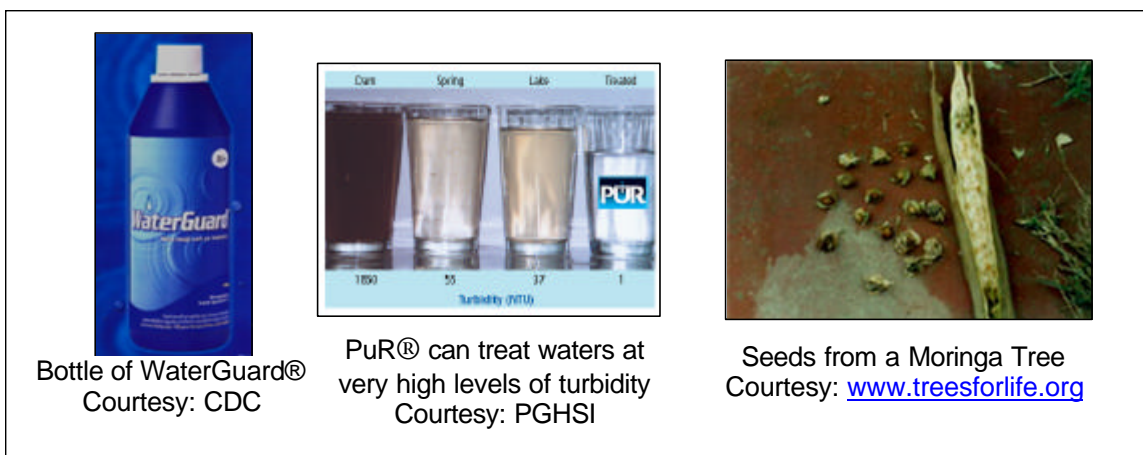 WaterGuard
Dam Spring Lake Treated
PUR
1850 55 37 1
Turbidity (NTU)
Bottle of WaterGuard®
Courtesy: CDC
PuR® can treat waters at
very high levels of turbidity
Courtesy: PGHSI
Seeds from a Moringa Tree
Courtesy: www.treesforlife.org